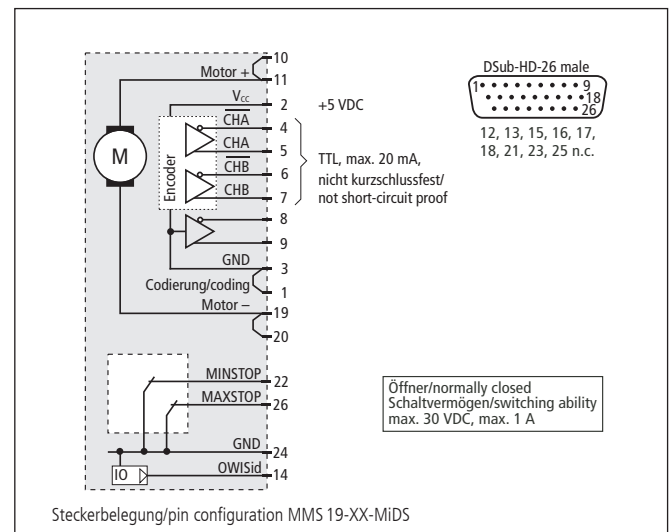 10
Motor +
11
DSub-HD-26 male
1
9
18
26
Vcc
2
+5 VDC
CHA
4
12, 13, 15, 16, 17,
18, 21, 23, 25 n.c.
CHA
5
M
Encoder
TTL, max. 20 mA,
nicht kurzschlussfest/
not short-circuit proof
CHB
6
CHB
7
8
9
GND
3
Codierung/coding
1
Motor –
19
20
MINSTOP
22
MAXSTOP
26
Öffner/normally closed
Schaltvermögen/switching ability
max. 30 VDC, max. 1 A
GND
24
IO
OWISid
14
Steckerbelegung/pin configuration MMS 19-XX-MiDS